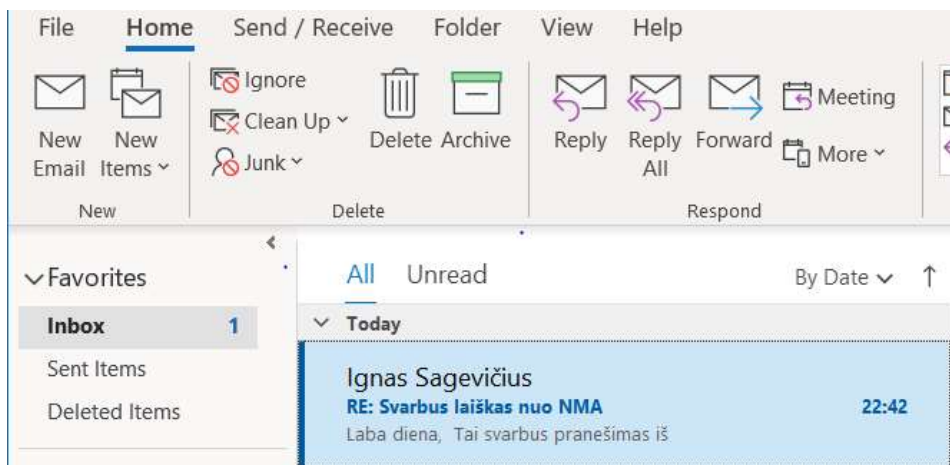 File Home Send / Receive Folder View Help
New Email
New Items
Ignore
Clean Up
Junk
Delete
Archive
Reply
Reply All
Forward
Meeting
More
New Delete Respond
Favorites
Inbox 1
Sent Items
Deleted Items
All Unread By Date
Today
Ignas Sagevičius
RE: Svarbus laiškas nuo NMA 22:42
Laba diena, Tai svarbus pranešimas iš